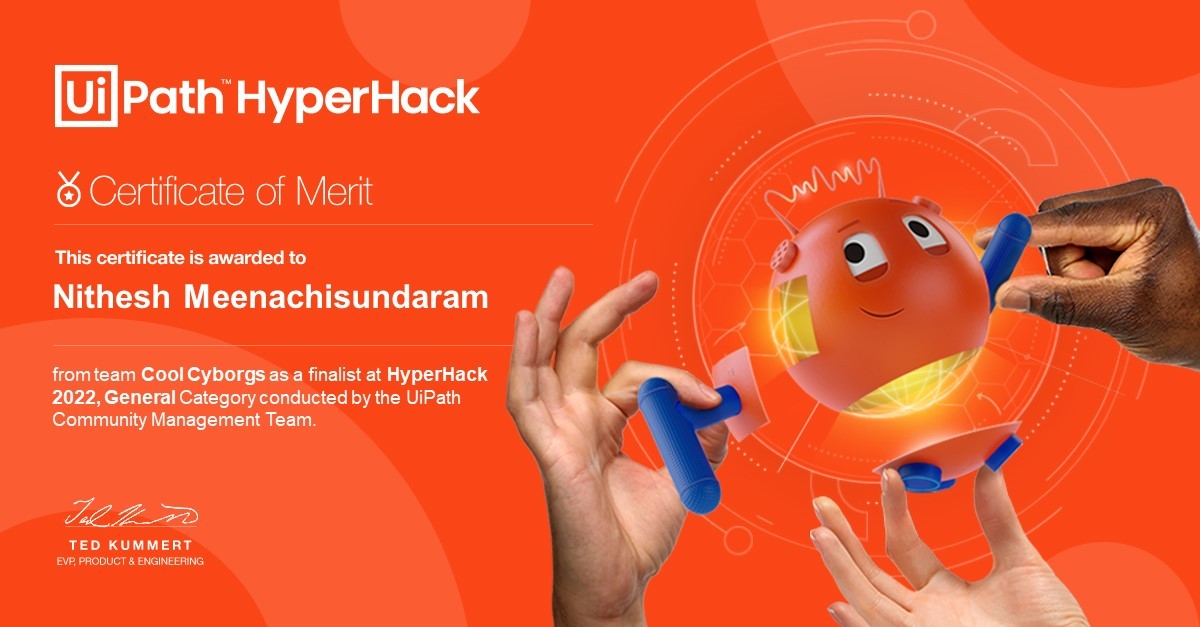 UiPath™ HyperHack
Certificate of Merit
This certificate is awarded to
Nithesh Meenachisundaram
from team Cool Cyborgs as a finalist at HyperHack
2022, General Category conducted by the UiPath
Community Management Team.
TED KUMMERT
EVP, PRODUCT & ENGINEERING